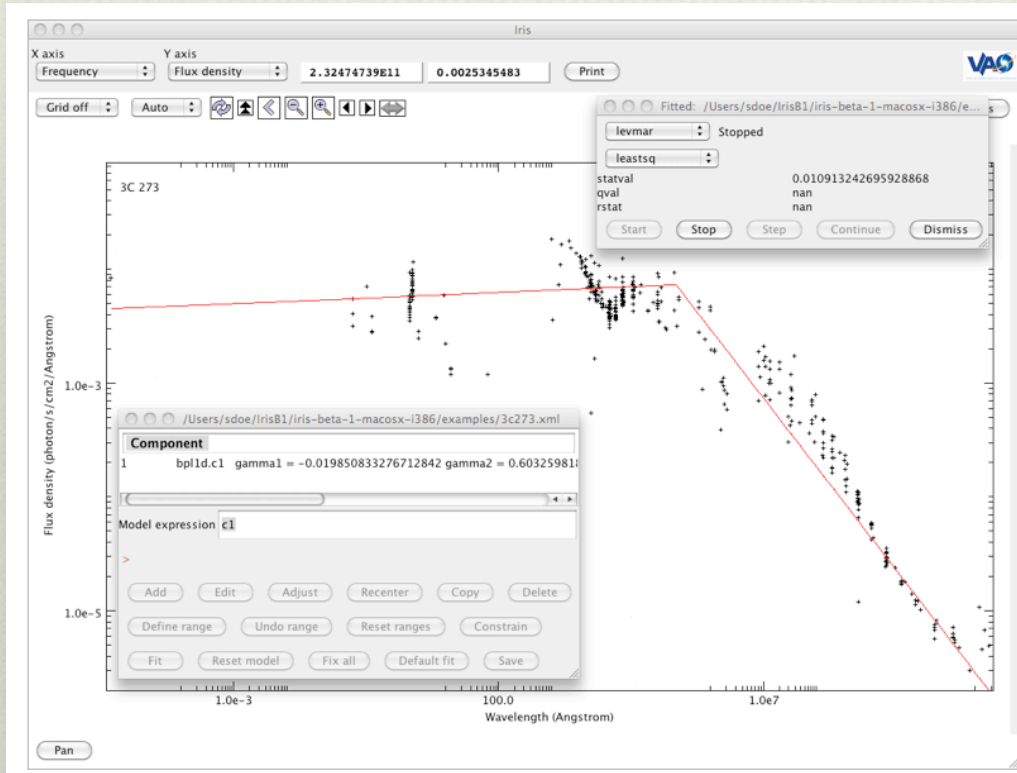 Iris
X axis
Y axis
Frequency
Flux density
2.32474739E11
0.0025345483
Print
VAO
Grid off
Auto
s
Fitted: /Users/sdoe/IrisB1/iris-beta-1-macosx-i386/e...
levmar Stopped
leastsq
statval 0.010913242695928868
qval nan
rstat nan
Start Stop Step Continue Dismiss
3C 273
Flux density (photon/s/cm2/Angstrom)
1.0e-3
1.0e-5
/Users/sdoe/IrisB1/iris-beta-1-macosx-i386/examples/3c273.xml
Component
1 bpl1d.c1 gamma1 = -0.019850833276712842 gamma2 = 0.603259818
Model expression c1
>
Add Edit Adjust Recenter Copy Delete
Define range Undo range Reset ranges Constrain
Fit Reset model Fix all Default fit Save
1.0e-3 100.0 1.0e7
Wavelength (Angstrom)
Pan